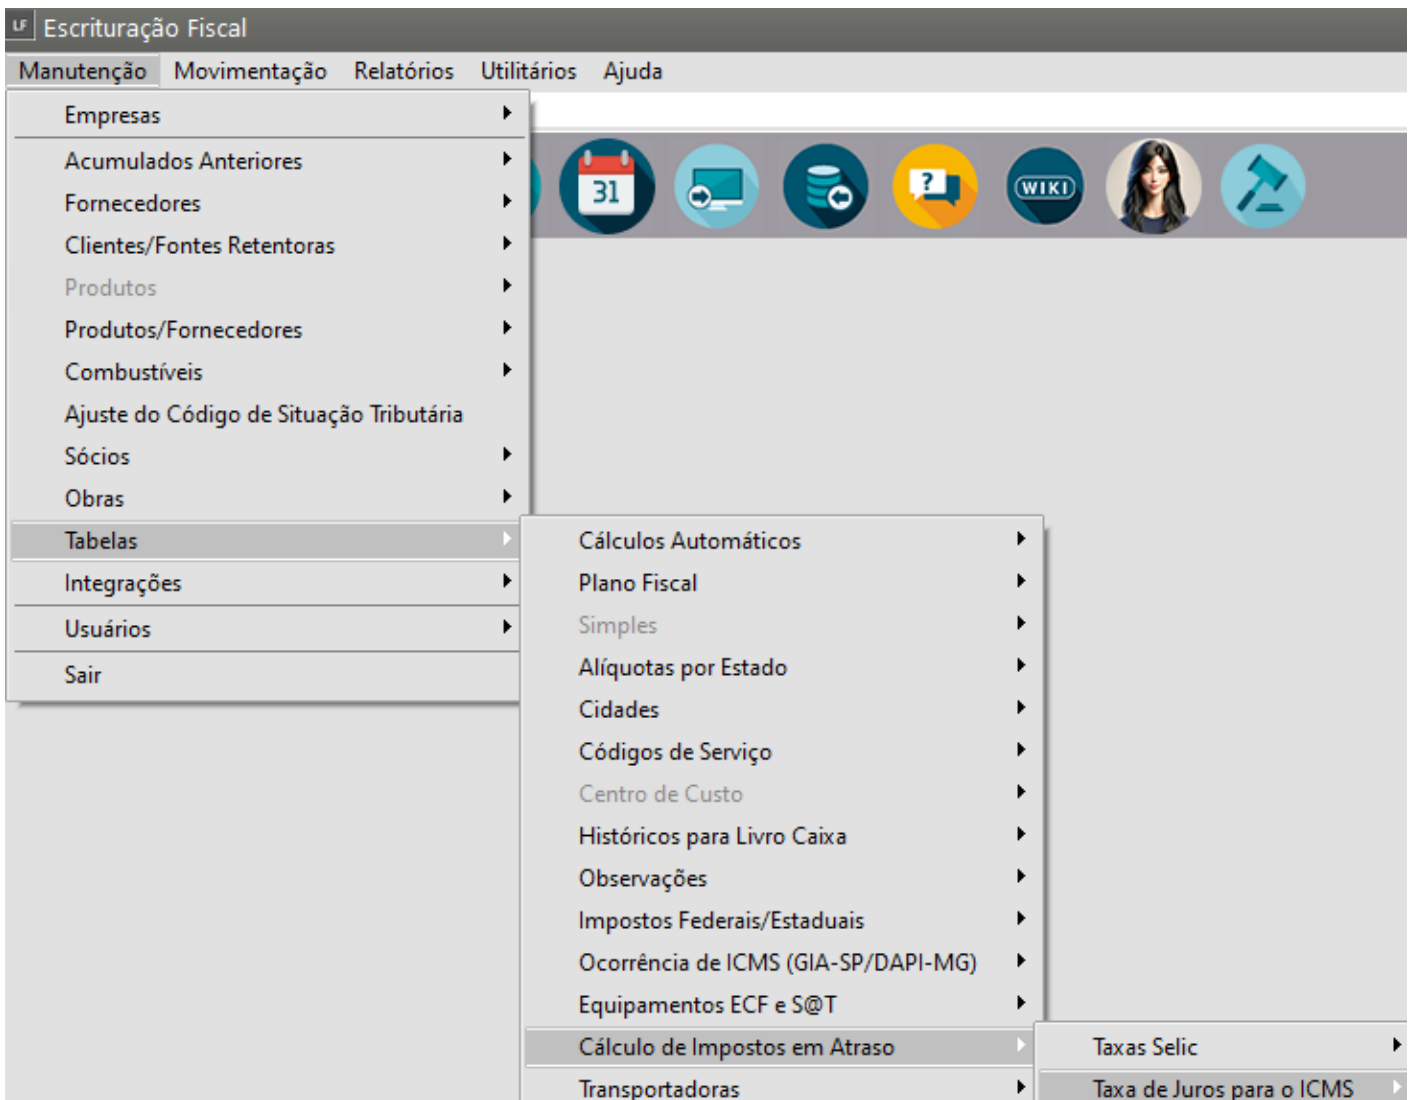 LF Escrituração Fiscal
Manutenção Movimentação Relatórios Utilitários Ajuda
Empresas
Acumulados Anteriores
Fornecedores
Clientes/Fontes Retentoras
Produtos
Produtos/Fornecedores
Combustíveis
Ajuste do Código de Situação Tributária
Sócios
Obras
Tabelas
Integrações
Usuários
Sair
31
?
WIKI
Cálculos Automáticos
Plano Fiscal
Simples
Alíquotas por Estado
Cidades
Códigos de Serviço
Centro de Custo
Históricos para Livro Caixa
Observações
Impostos Federais/Estaduais
Ocorrência de ICMS (GIA-SP/DAPI-MG)
Equipamentos ECF e S@T
Cálculo de Impostos em Atraso
Transportadoras
Taxas Selic
Taxa de Juros para o ICMS